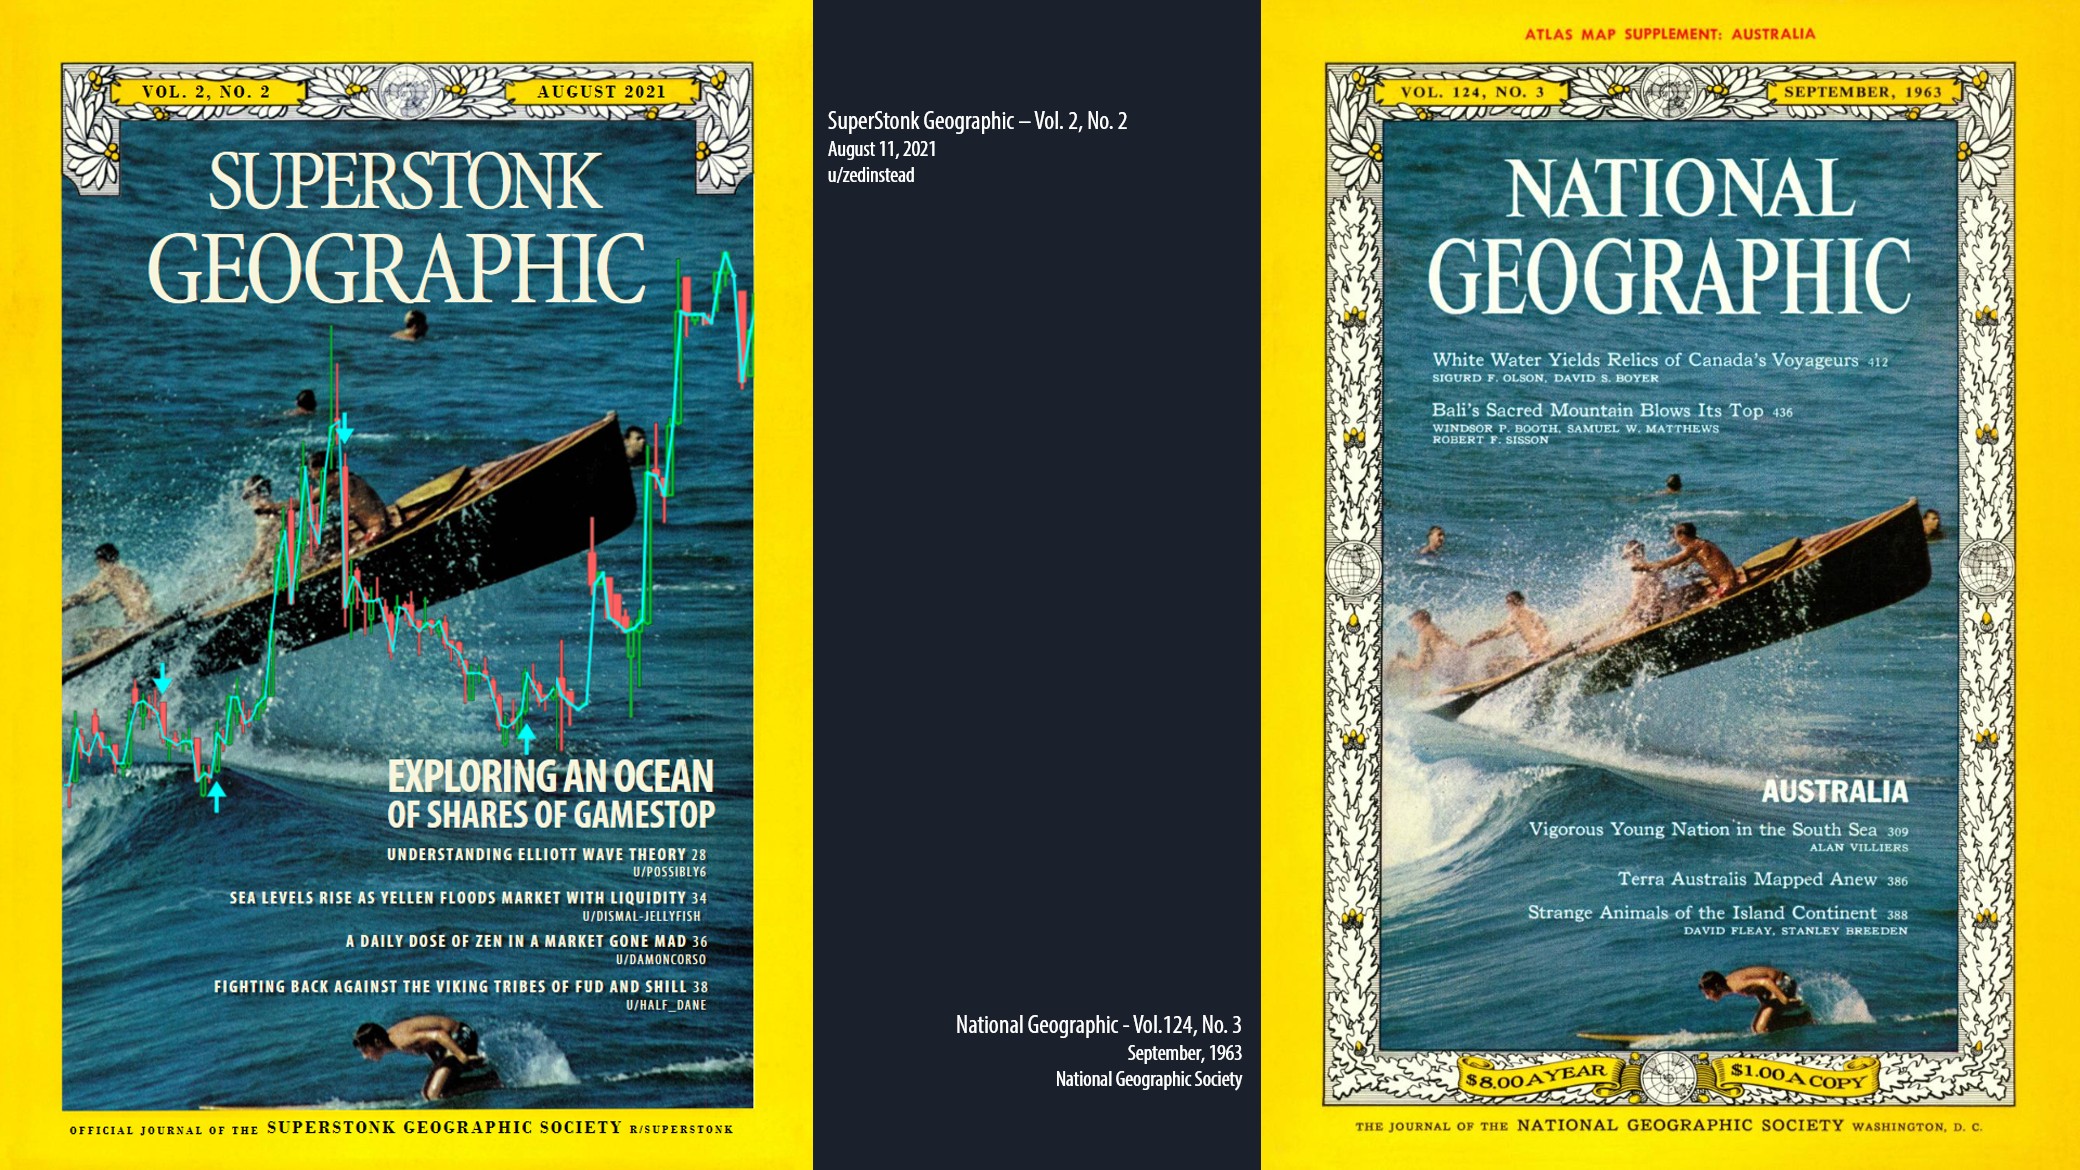 VOL. 2, NO. 2
AUGUST 2021
SUPERSTONK
GEOGRAPHIC
EXPLORING AN OCEAN
OF SHARES OF GAMESTOP
UNDERSTANDING ELLIOTT WAVE THEORY 28
U/POSSIBLY6
SEA LEVELS RISE AS YELLEN FLOODS MARKET WITH LIQUIDITY 34
U/DISMAL-JELLYFISH
A DAILY DOSE OF ZEN IN A MARKET GONE MAD 36
U/DAMONCORSO
FIGHTING BACK AGAINST THE VIKING TRIBES OF FUD AND SHILL 38
U/HALF_DANE
OFFICIAL JOURNAL OF THE SUPERSTONK GEOGRAPHIC SOCIETY R/SUPERSTONK
SuperStonk Geographic – Vol. 2, No. 2
August 11, 2021
u/zedinstead
National Geographic - Vol.124, No. 3
September, 1963
National Geographic Society
ATLAS MAP SUPPLEMENT: AUSTRALIA
VOL. 124, NO. 3
SEPTEMBER, 1963
NATIONAL
GEOGRAPHIC
White Water Yields Relics of Canada's Voyageurs 412
SIGURD F. OLSON, DAVID S. BOYER
Bali's Sacred Mountain Blows Its Top 436
WINDSOR P. BOOTH, SAMUEL W. MATTHEWS
ROBERT F. SISSON
AUSTRALIA
Vigorous Young Nation in the South Sea 309
ALAN VILLIERS
Terra Australis Mapped Anew 386
Strange Animals of the Island Continent 388
DAVID FLEAY, STANLEY BREEDEN
$8.00 A YEAR
$1.00 A COPY
THE JOURNAL OF THE NATIONAL GEOGRAPHIC SOCIETY WASHINGTON, D. C.